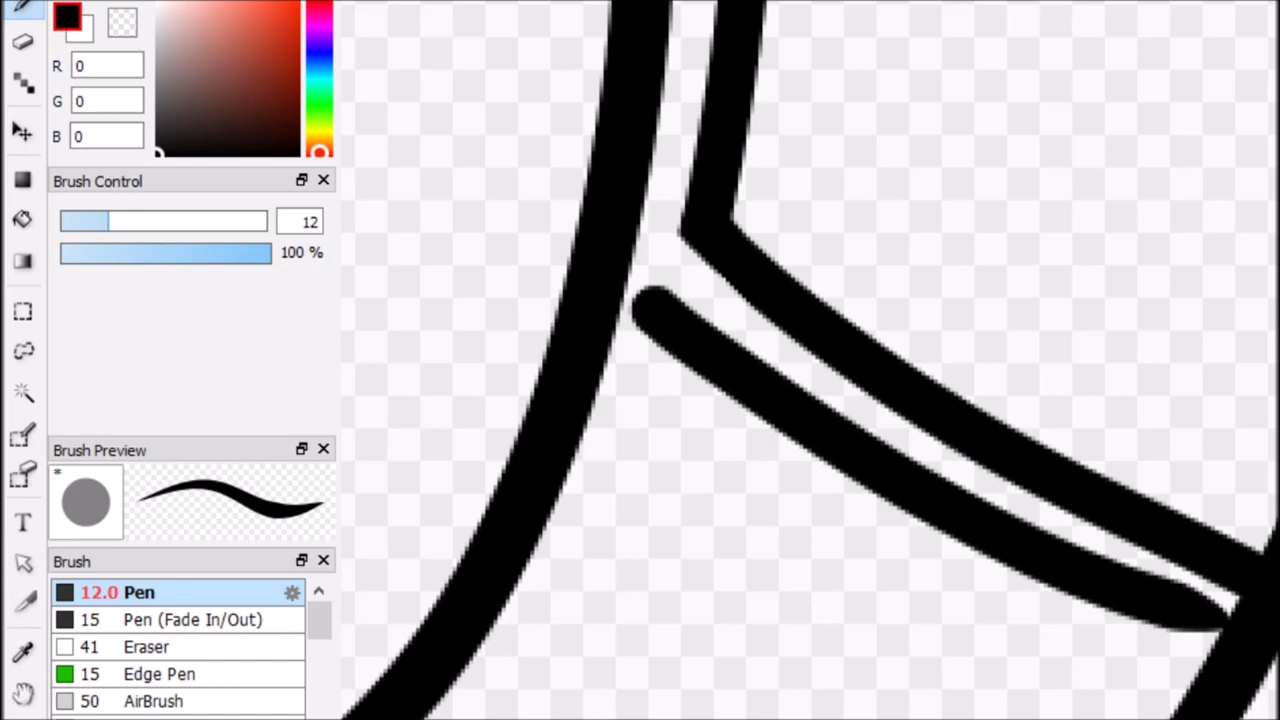 R 0
G 0
B 0
Brush Control
12
100 %
Brush Preview
*
Brush
12.0 Pen
15 Pen (Fade In/Out)
41 Eraser
15 Edge Pen
50 AirBrush
T